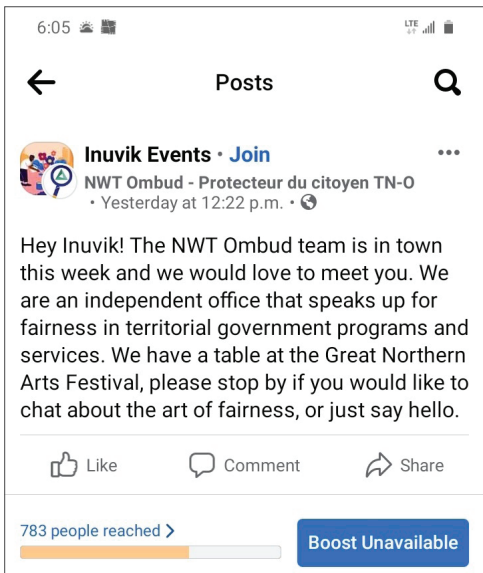 6:05
LTE
Posts
Inuvik Events • Join
NWT Ombud - Protecteur du citoyen TN-O
• Yesterday at 12:22 p.m. •
Hey Inuvik! The NWT Ombud team is in town
this week and we would love to meet you. We
are an independent office that speaks up for
fairness in territorial government programs and
services. We have a table at the Great Northern
Arts Festival, please stop by if you would like to
chat about the art of fairness, or just say hello.
Like Comment Share
783 people reached
Boost Unavailable